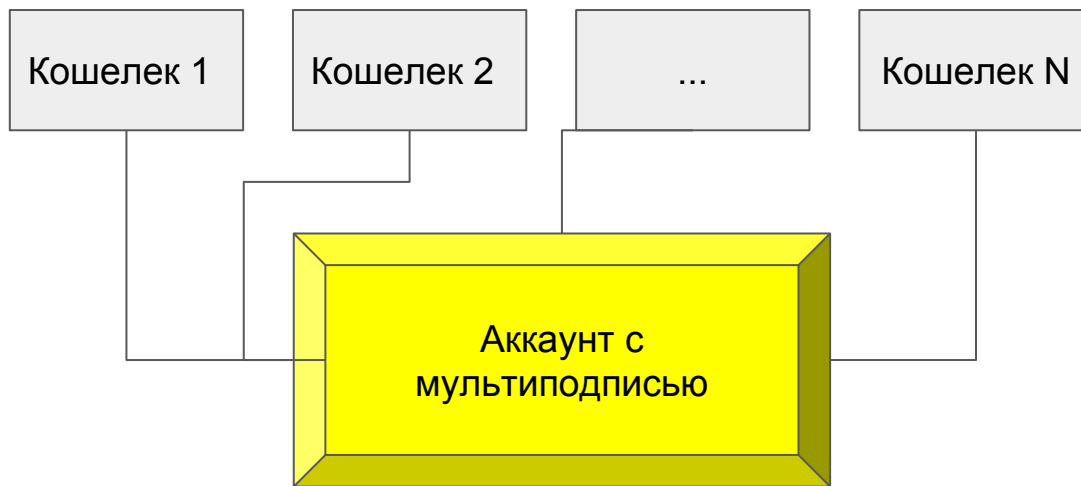 Кошелек 1
Кошелек 2
...
Кошелек N
Аккаунт с
мультиподписью